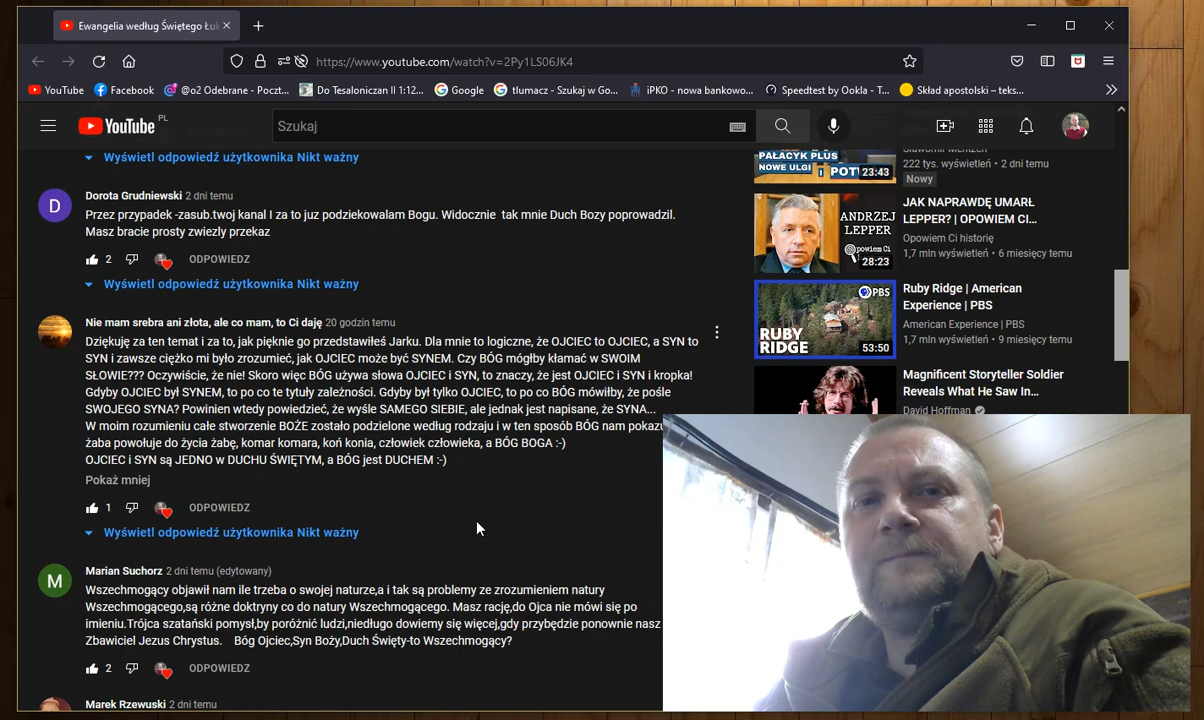 Ewangelia według Świętego Łuk
https://www.youtube.com/watch?v=2Py1LS06JK4
YouTube
Facebook
@o2 Odebrane - Poczt...
Do Tesaloniczan II 1:12...
Google
tłumacz - Szukaj w Go...
iPKO - nowa bankowo...
Speedtest by Ookla - T...
Skład apostolski – teks...
YouTube PL
Szukaj
Wyświetl odpowiedź użytkownika Nikt ważny
Dorota Grudniewski 2 dni temu
Przez przypadek -zasub.twoj kanal I za to juz podziekowalam Bogu. Widocznie tak mnie Duch Bozy poprowadzil.
Masz bracie prosty zwiezly przekaz
2 ODPOWIEDZ
Wyświetl odpowiedź użytkownika Nikt ważny
Nie mam srebra ani złota, ale co mam, to Ci daję 20 godzin temu
Dziękuję za ten temat i za to, jak pięknie go przedstawiłeś Jarku. Dla mnie to logiczne, że OJCIEC to OJCIEC, a SYN to
SYN i zawsze ciężko mi było zrozumieć, jak OJCIEC może być SYNEM. Czy BÓG mógłby kłamać w SWOIM
SŁOWIE??? Oczywiście, że nie! Skoro więc BÓG używa słowa OJCIEC i SYN, to znaczy, że jest OJCIEC i SYN i kropka!
Gdyby OJCIEC był SYNEM, to po co te tytuły zależności. Gdyby był tylko OJCIEC, to po co BÓG mówiłby, że pośle
SWOJEGO SYNA? Powinien wtedy powiedzieć, że wyśle SAMEGO SIEBIE, ale jednak jest napisane, że SYNA...
W moim rozumieniu całe stworzenie BOŻE zostało podzielone według rodzaju i w ten sposób BÓG nam pokazu
żaba powołuje do życia żabę, komar komara, koń konia, człowiek człowieka, a BÓG BOGA :-)
OJCIEC i SYN są JEDNO w DUCHU ŚWIĘTYM, a BÓG jest DUCHEM :-)
Pokaż mniej
1 ODPOWIEDZ
Wyświetl odpowiedź użytkownika Nikt ważny
Marian Suchorz 2 dni temu (edytowany)
Wszechmogący objawił nam ile trzeba o swojej naturze,a i tak są problemy ze zrozumieniem natury
Wszechmogącego,są różne doktryny co do natury Wszechmogącego. Masz rację,do Ojca nie mówi się po
imieniu.Trójca szatański pomysł,by poróżnić ludzi,niedługo dowiemy się więcej,gdy przybędzie ponownie nasz
Zbawiciel Jezus Chrystus. Bóg Ojciec,Syn Boży,Duch Święty-to Wszechmogący?
2 ODPOWIEDZ
Marek Rzewuski 2 dni temu
PAŁACYK PLUS
NOWE ULGI
I POT
23:43
222 tys. wyświetleń • 2 dni temu
Nowy
ANDRZEJ
LEPPER
Opowiem Ci
28:23
JAK NAPRAWDĘ UMARŁ
LEPPER? | OPOWIEM CI...
Opowiem Ci historię
1,7 mln wyświetleń • 6 miesięcy temu
PBS
RUBY
RIDGE
53:50
Ruby Ridge | American
Experience | PBS
American Experience | PBS
1,7 mln wyświetleń • 9 miesięcy temu
Magnificent Storyteller Soldier
Reveals What He Saw In...
David Hoffman
D
M